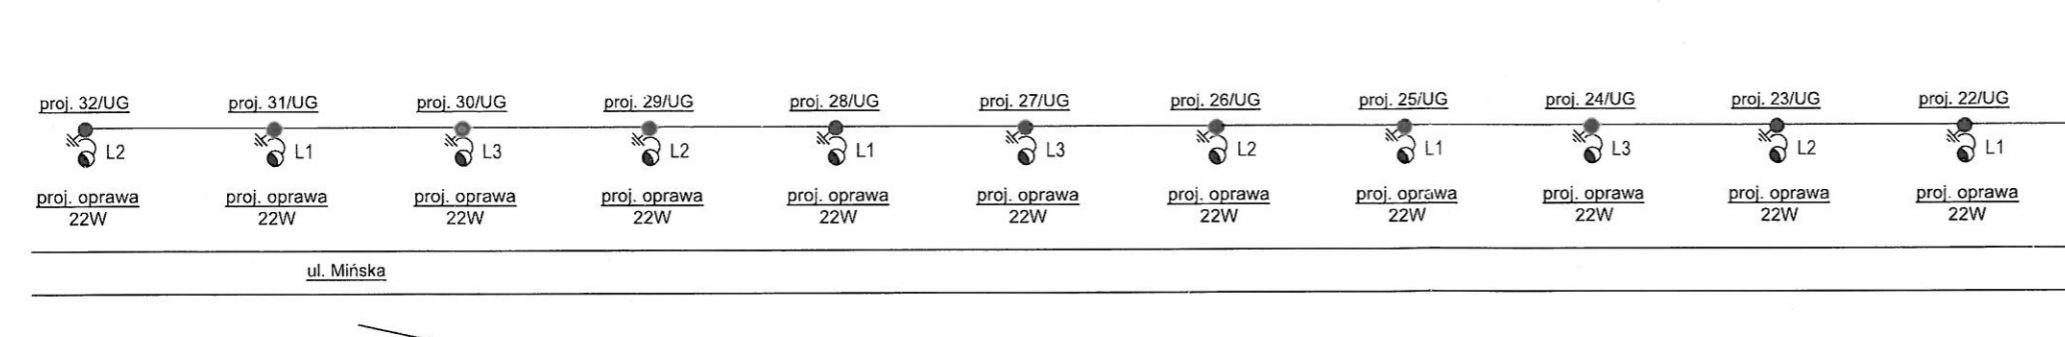 proj. 32/UG proj. 31/UG proj. 30/UG proj. 29/UG proj. 28/UG proj. 27/UG proj. 26/UG proj. 25/UG proj. 24/UG proj. 23/UG proj. 22/UG
L2 L1 L3 L2 L1 L3 L2 L1 L3 L2 L1
proj. oprawa proj. oprawa proj. oprawa proj. oprawa proj. oprawa proj. oprawa proj. oprawa proj. oprawa proj. oprawa proj. oprawa proj. oprawa
22W 22W 22W 22W 22W 22W 22W 22W 22W 22W 22W
ul. Mińska